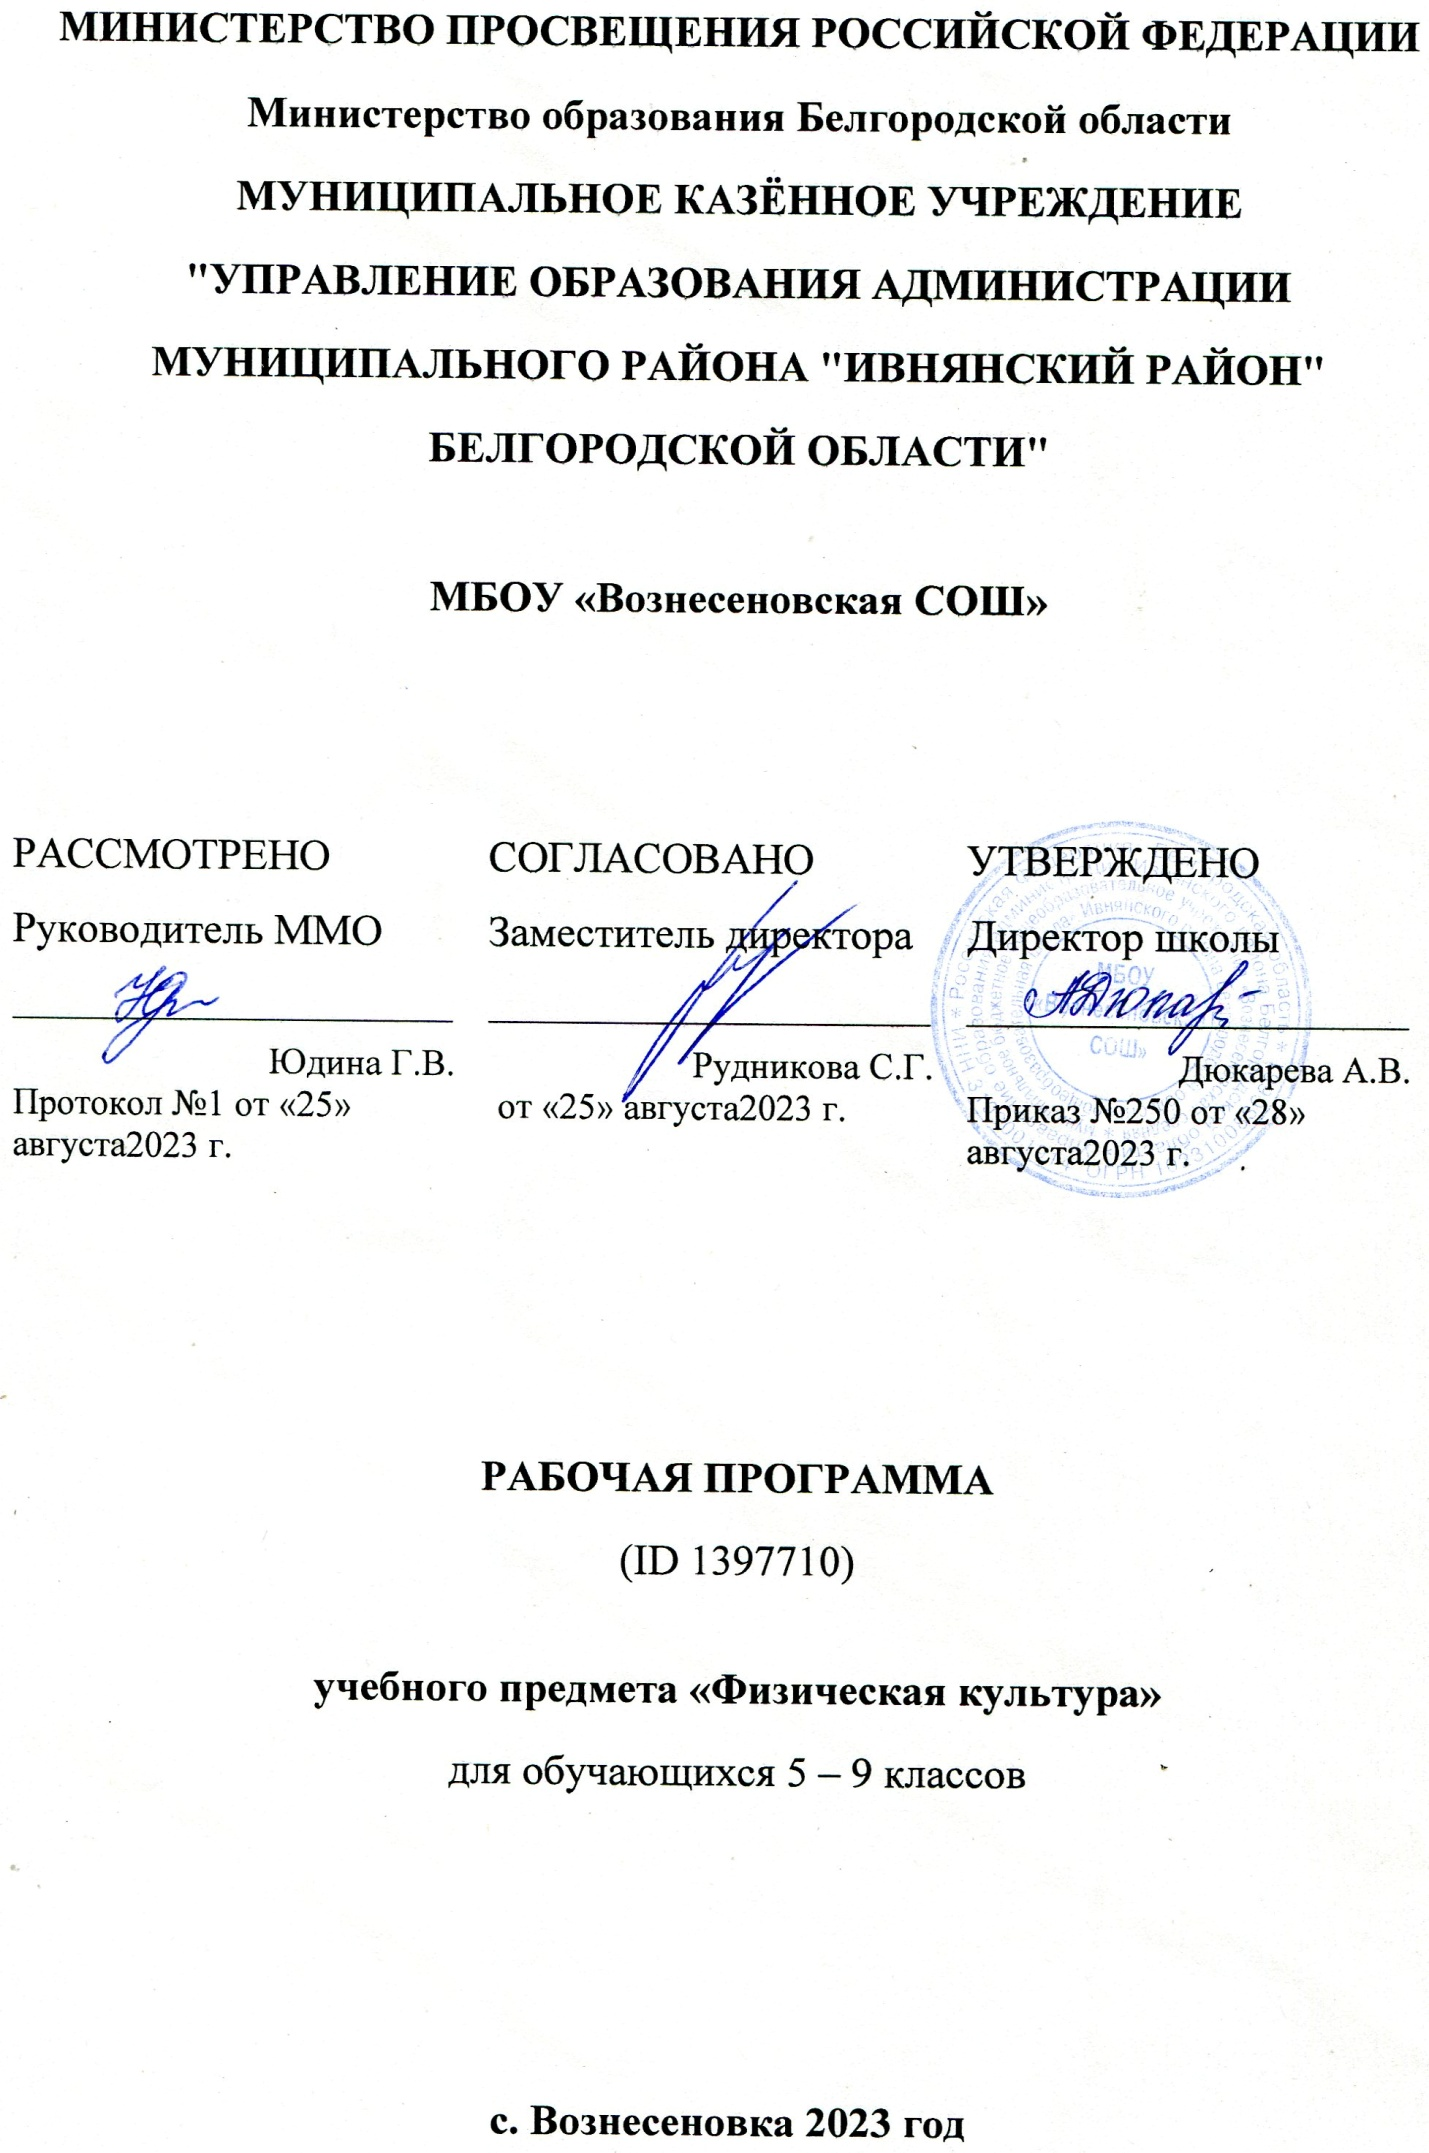 МИНИСТЕРСТВО ПРОСВЕЩЕНИЯ РОССИЙСКОЙ ФЕДЕРАЦИИ
Министерство образования Белгородской области
МУНИЦИПАЛЬНОЕ КАЗЁННОЕ УЧРЕЖДЕНИЕ
"УПРАВЛЕНИЕ ОБРАЗОВАНИЯ АДМИНИСТРАЦИИ
МУНИЦИПАЛЬНОГО РАЙОНА "ИВНЯНСКИЙ РАЙОН"
БЕЛГОРОДСКОЙ ОБЛАСТИ"
МБОУ «Вознесеновская СОШ»
РАССМОТРЕНО
Руководитель ММО
Юдина Г.В.
Протокол №1 от «25»
августа2023 г.
СОГЛАСОВАНО
Заместитель директора
Рудникова С.Г.
от «25» августа2023 г.
УТВЕРЖДЕНО
Директор школы
МБОУ
СОШ»
Дюкарева А.В.
Приказ №250 от «28»
августа2023 г.
РАБОЧАЯ ПРОГРАММА
(ID 1397710)
учебного предмета «Физическая культура»
для обучающихся 5 – 9 классов
с. Вознесеновка 2023 год